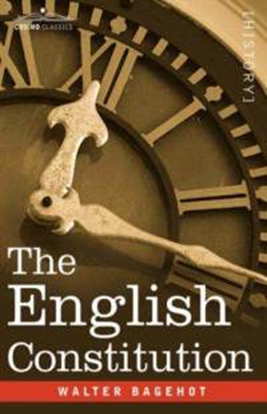 COSIMO CLASSICS
[HISTORY]
The
English
Constitution
WALTER BAGEHOT